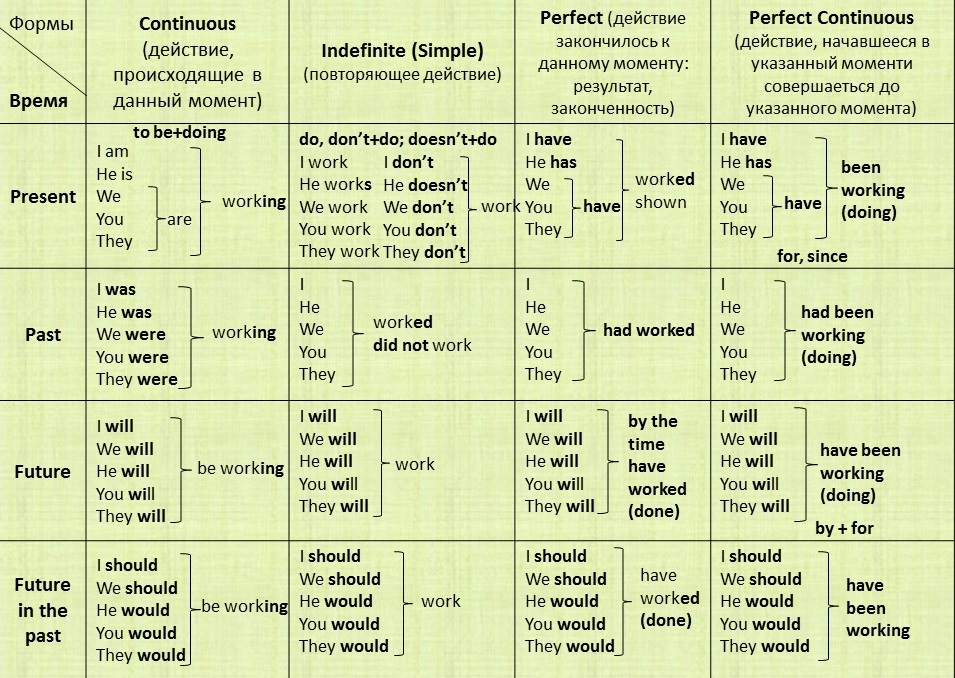 Формы
Время
Continuous
(действие,
происходящие в
данный момент)
Indefinite (Simple)
(повторяющее действие)
Perfect (действие
закончилось к
данному моменту:
результат,
законченность)
Perfect Continuous
(действие, начавшееся в
указанный моменти
совершаеться до
указанного момента)
Present
to be+doing
I am
He is
We
You
They
are
working
do, don't+do; doesn't+do
I work I don't
He works He doesn't
We work We don't
You work You don't
They work They don't
work
I have
He has
We
You
They
have
worked
shown
I have
He has
We
You
They
have
been
working
(doing)
for, since
Past
I was
He was
We were
You were
They were
working
I
He
We
You
They
worked
did not work
I
He
We
You
They
had worked
I
He
We
You
They
had been
working
(doing)
Future
I will
We will
He will
You will
They will
be working
I will
We will
He will
You will
They will
work
I will
We will
He will
You will
They will
by the
time
have
worked
(done)
I will
We will
He will
You will
They will
have been
working
(doing)
by + for
Future
in the
past
I should
We should
He would
You would
They would
be working
I should
We should
He would
You would
They would
work
I should
We should
He would
You would
They would
have
worked
(done)
I should
We should
He would
You would
They would
have
been
working